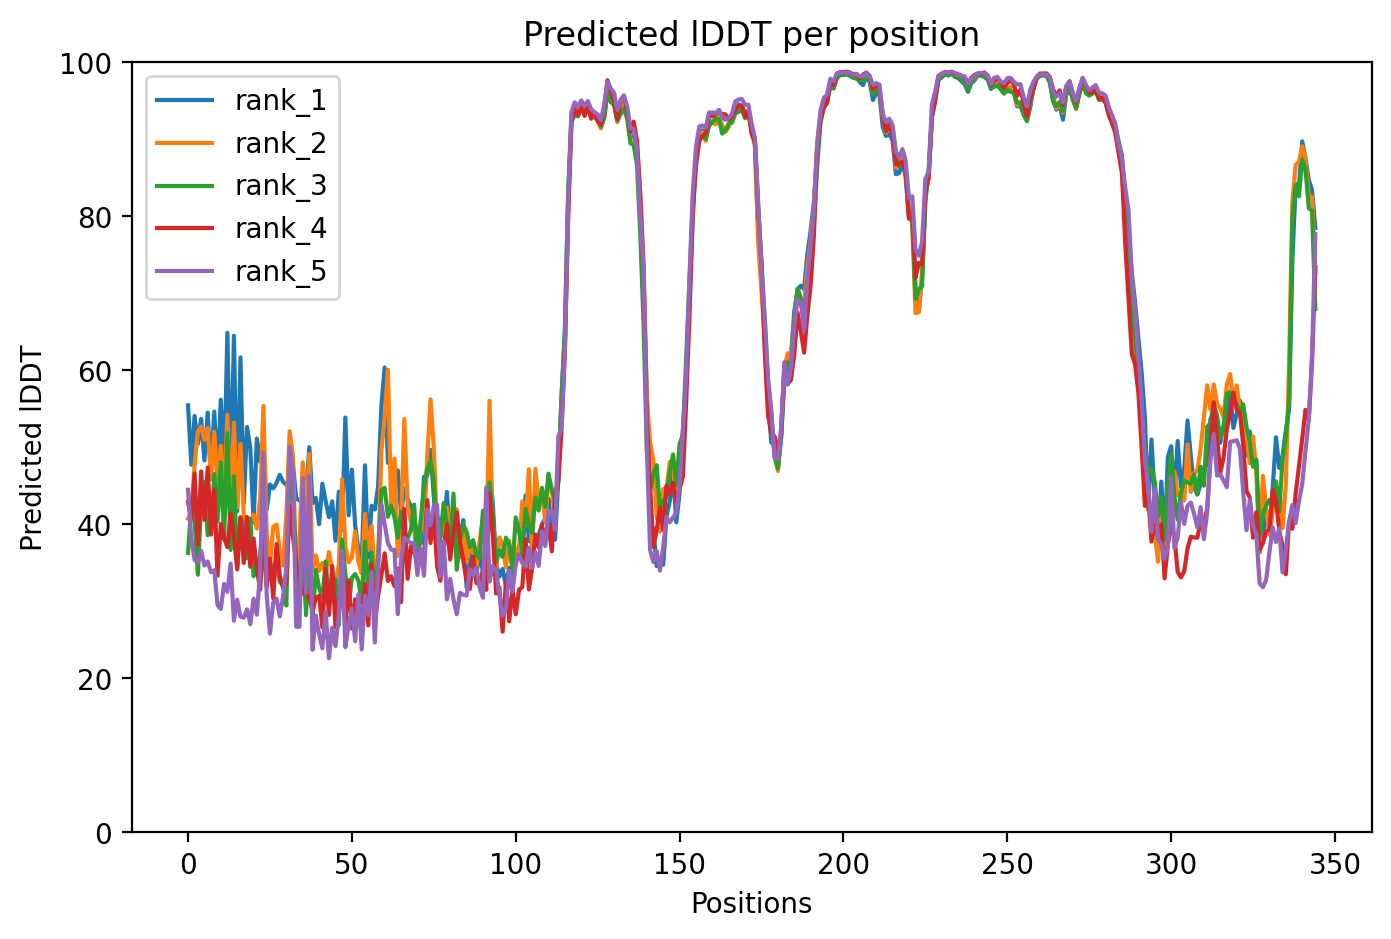 Predicted lDDT per position
100
80
60
40
20
0
Predicted lDDT
rank_1
rank_2
rank_3
rank_4
rank_5
0 50 100 150 200 250 300 350
Positions